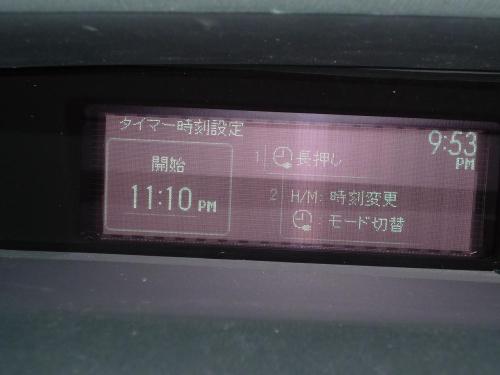 タイマー時刻設定
9:53
PM
開始
11:10 PM
1 長押し
2 H/M: 時刻変更
モード切替